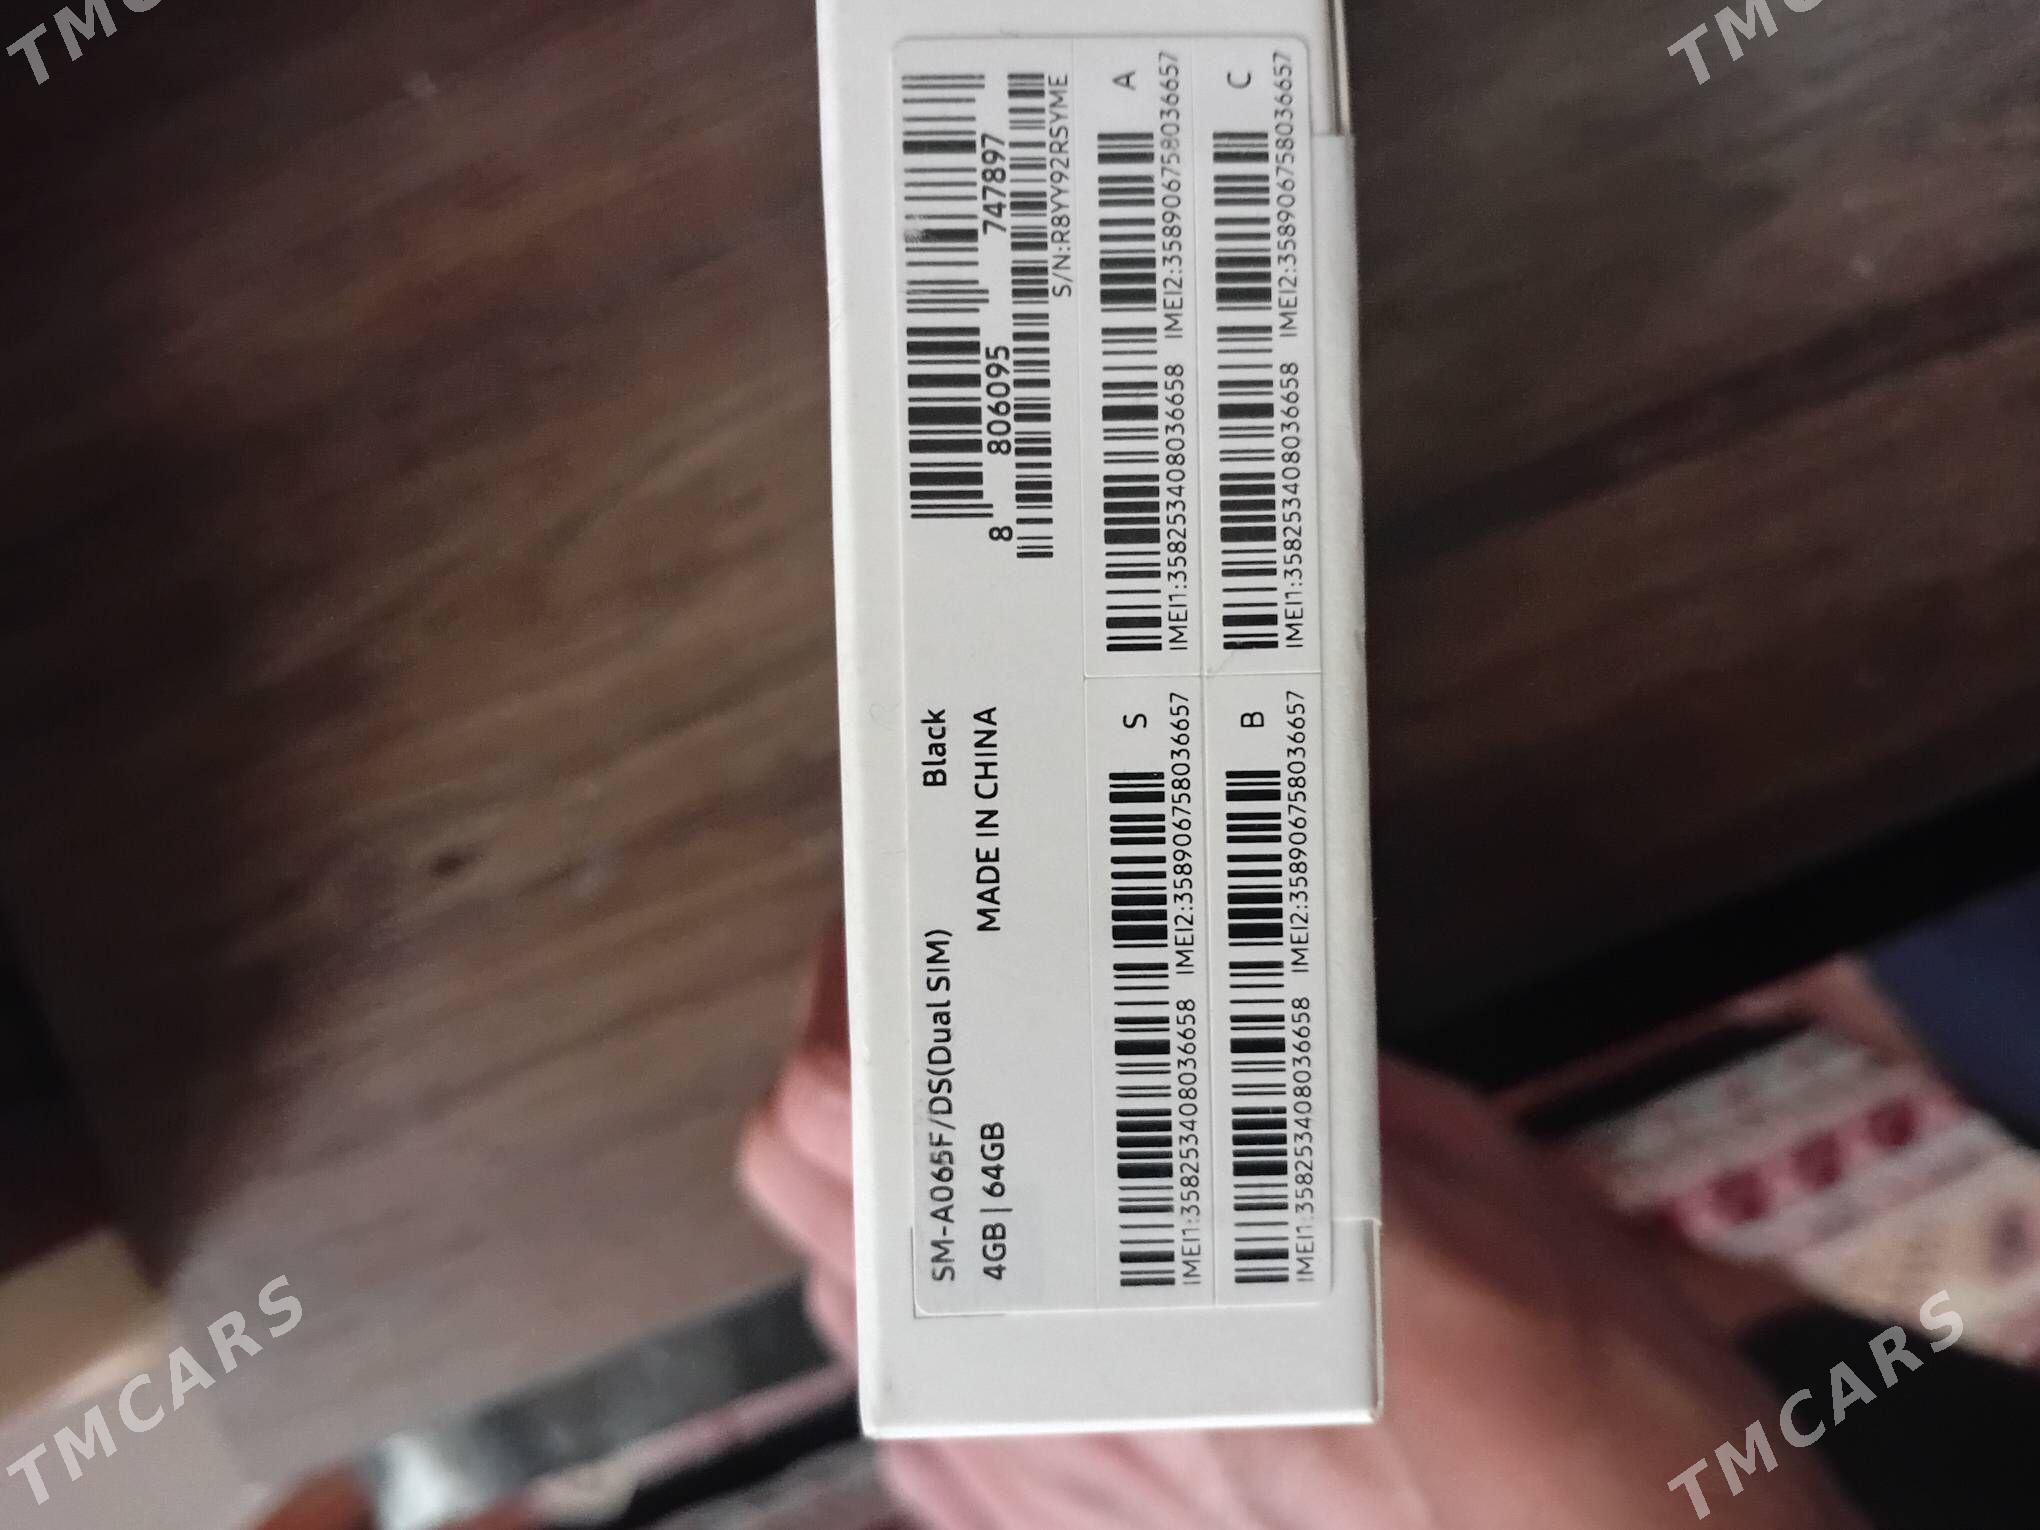 SM-A065F/DS(Dual SIM) Black
4GB | 64GB MADE IN CHINA
8 806095 747897
S/N:R8YY92RSYME
S
IMEI1:358253408036658 IMEI2:358906758036657
A
IMEI1:358253408036658 IMEI2:358906758036657
B
IMEI1:358253408036658 IMEI2:358906758036657
C
IMEI1:358253408036658 IMEI2:358906758036657
TMCARS
TMCARS